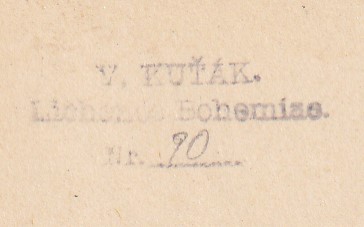 V. KUŤÁK.
Lichenes Bohemiae.
Nr. 90